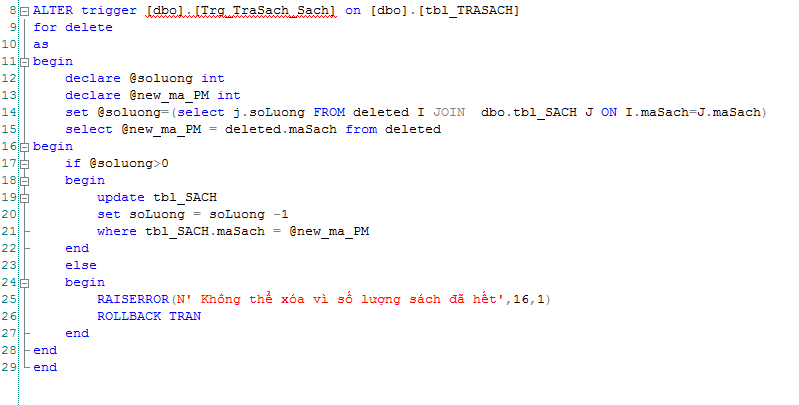 8 ALTER trigger [dbo].[Trg_TraSach_Sach] on [dbo].[tbl_TRASACH]
9 for delete
10 as
11 begin
12 declare @soluong int
13 declare @new_ma_PM int
14 set @soluong=(select j.soLuong FROM deleted I JOIN  dbo.tbl_SACH J ON I.maSach=J.maSach)
15 select @new_ma_PM = deleted.maSach from deleted
16 begin
17 if @soluong>0
18 begin
19 update tbl_SACH
20 set soLuong = soLuong -1
21 where tbl_SACH.maSach = @new_ma_PM
22 end
23 else
24 begin
25 RAISERROR(N' Không thể xóa vì số lượng sách đã hết',16,1)
26 ROLLBACK TRAN
27 end
28 end
29 end